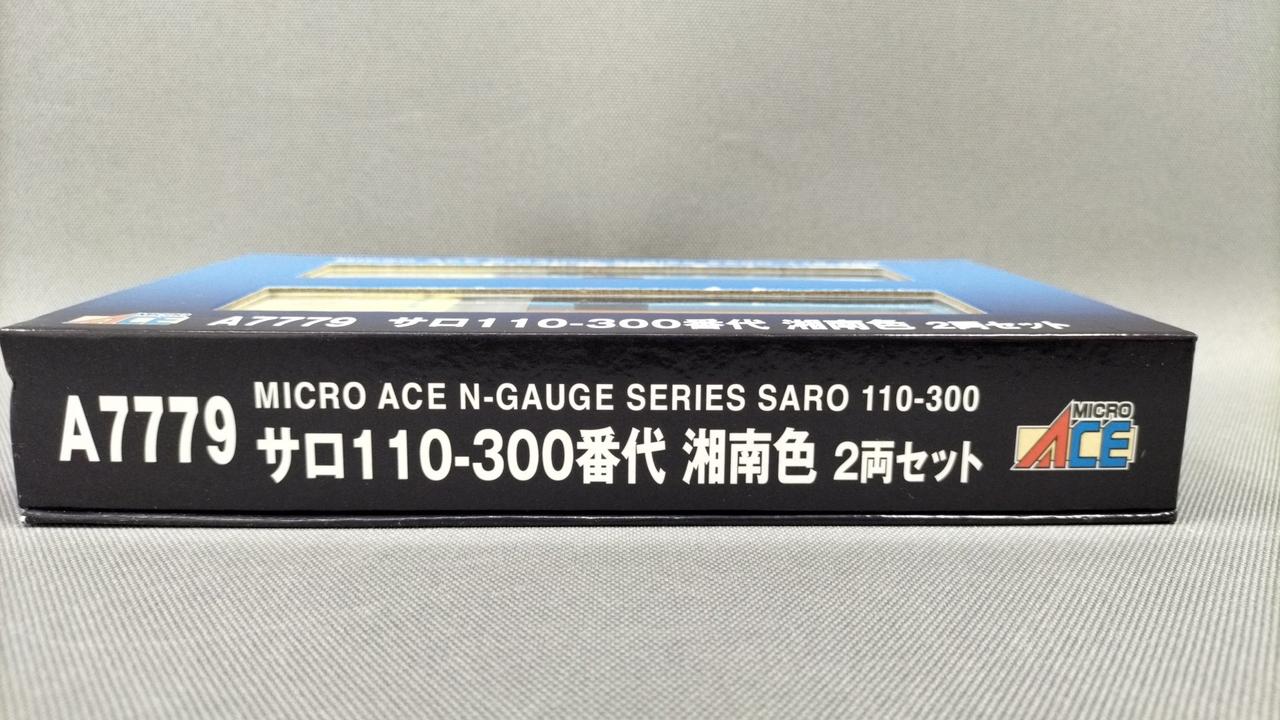 A7779 サロ110-300番代 湘南色 2両セット
A7779
MICRO ACE N-GAUGE SERIES SARO 110-300
サロ110-300番代 湘南色 2両セット
MICRO
ACE